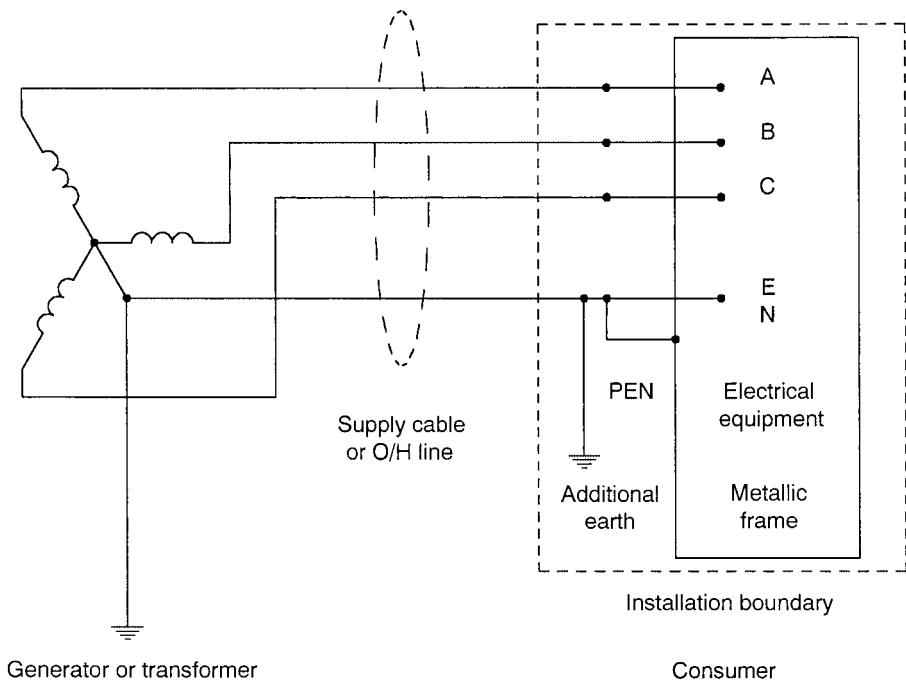 A
B
C
E
N
PEN
Electrical
equipment
Supply cable
or O/H line
Additional
earth
Metallic
frame
Installation boundary
Generator or transformer
Consumer